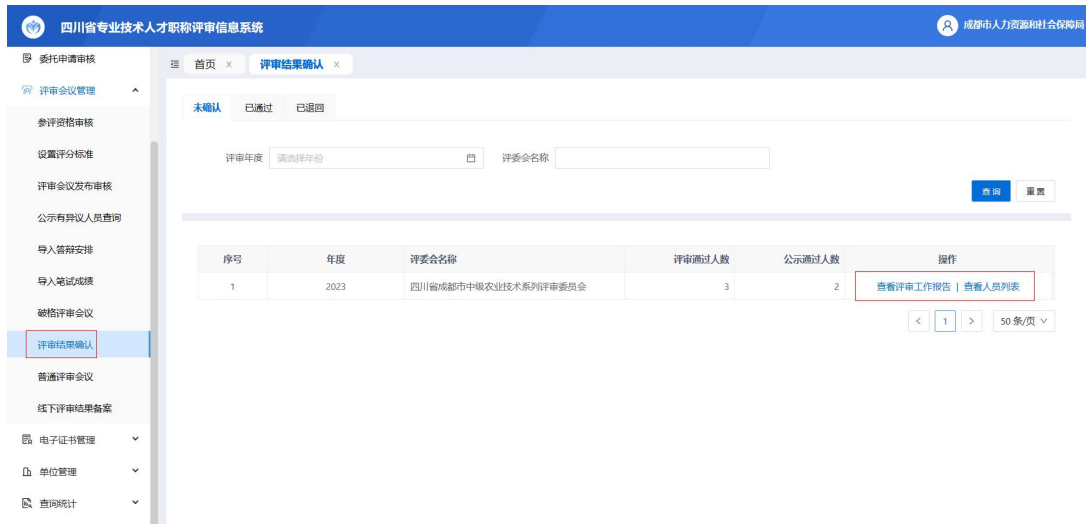 四川省专业技术人才职称评审信息系统
成都市人力资源和社会保障局
委托申请审核
评审会议管理
参评资格审核
设置评分标准
评审会议发布审核
公示有异议人员查询
导入答辩安排
导入笔试成绩
破格评审会议
评审结果确认
普通评审会议
线下评审结果备案
电子证书管理
单位管理
查询统计
首页 × 评审结果确认 ×
未确认 已通过 已退回
评审年度 请选择年份 评委会名称
查询 重置
序号 年度 评委会名称 评审通过人数 公示通过人数 操作
1 2023 四川省成都市中级农业技术系列评审委员会 3 2 查看评审工作报告 | 查看人员列表
< 1 > 50 条/页